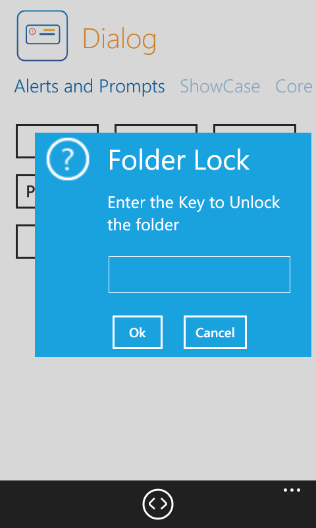 Dialog
Alerts and Prompts ShowCase Core
Folder Lock
Enter the Key to Unlock
the folder
Ok Cancel